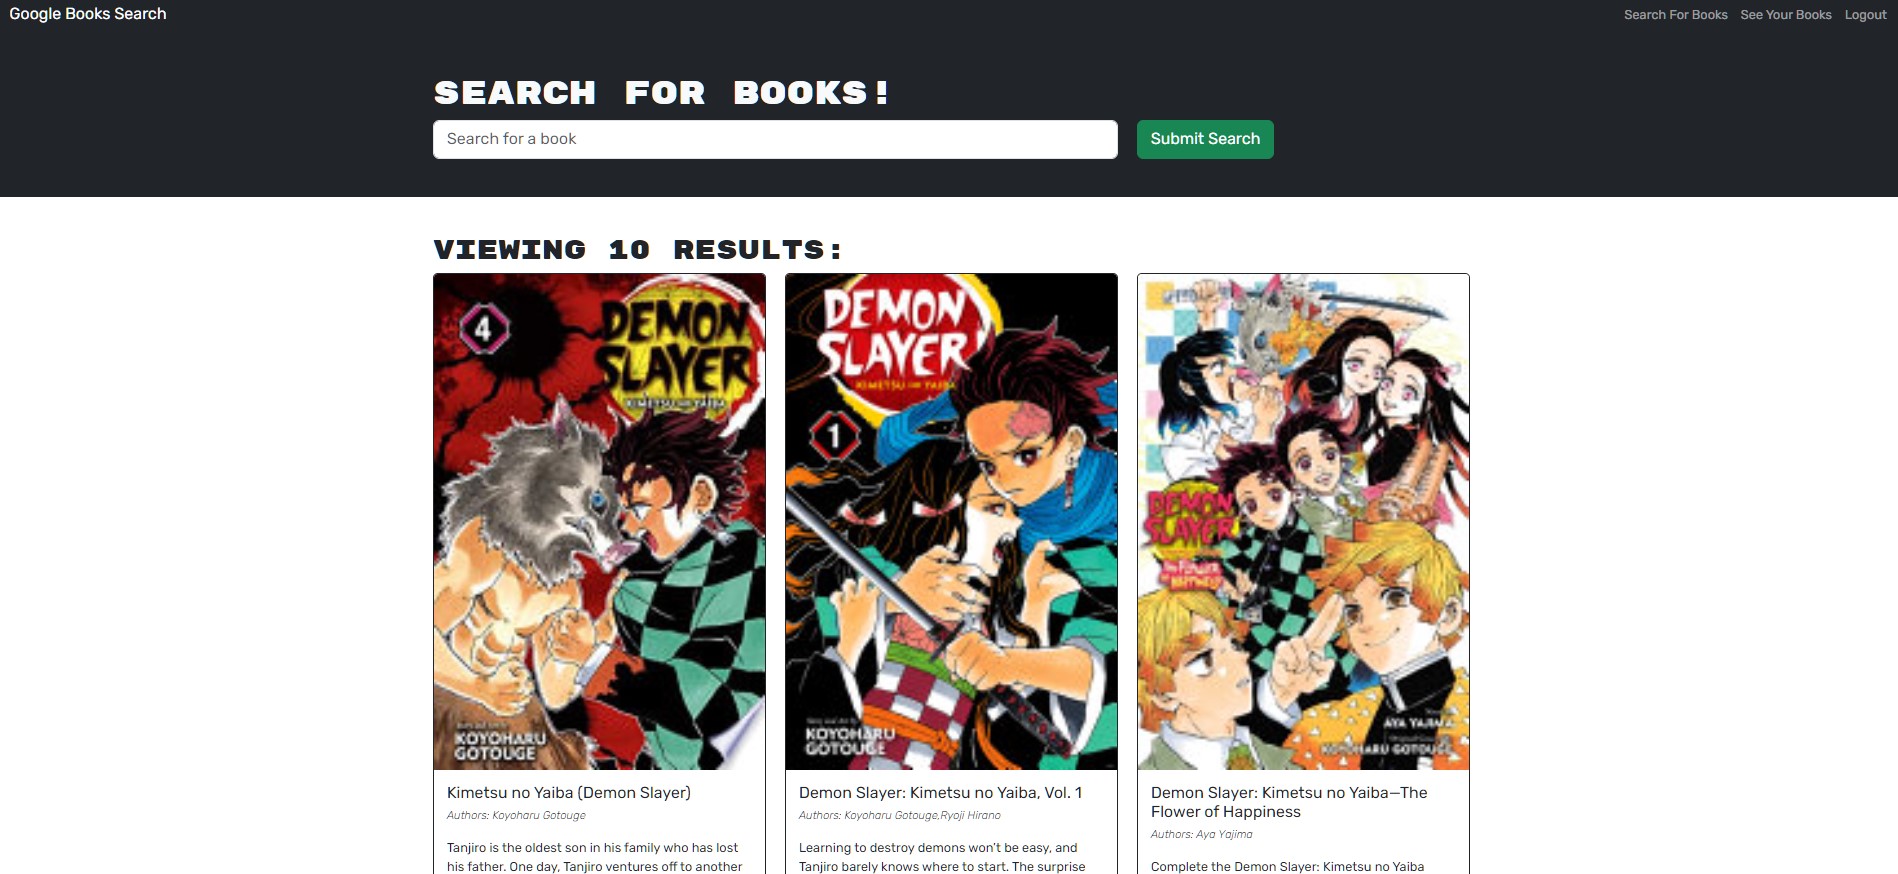 Google Books Search
Search For Books
See Your Books
Logout
SEARCH FOR BOOKS!
Search for a book
Submit Search
VIEWING 10 RESULTS:
4
DEMON
SLAYER
KIMETSU NO YAIBA
KOYOHARU
GOTOUGE
Kimetsu no Yaiba (Demon Slayer)
Authors: Koyoharu Gotouge
Tanjiro is the oldest son in his family who has lost
his father. One day, Tanjiro ventures off to another
DEMON
SLAYER
KIMETSU NO YAIBA
1
KOYOHARU
GOTOUGE
Demon Slayer: Kimetsu no Yaiba, Vol. 1
Authors: Koyoharu Gotouge,Ryoji Hirano
Learning to destroy demons won't be easy, and
Tanjiro barely knows where to start. The surprise
DEMON
SLAYER
AYA YAJIMA
KOYOHARU GOTOUGE
Demon Slayer: Kimetsu no Yaiba—The
Flower of Happiness
Authors: Aya Yajima
Complete the Demon Slayer: Kimetsu no Yaiba